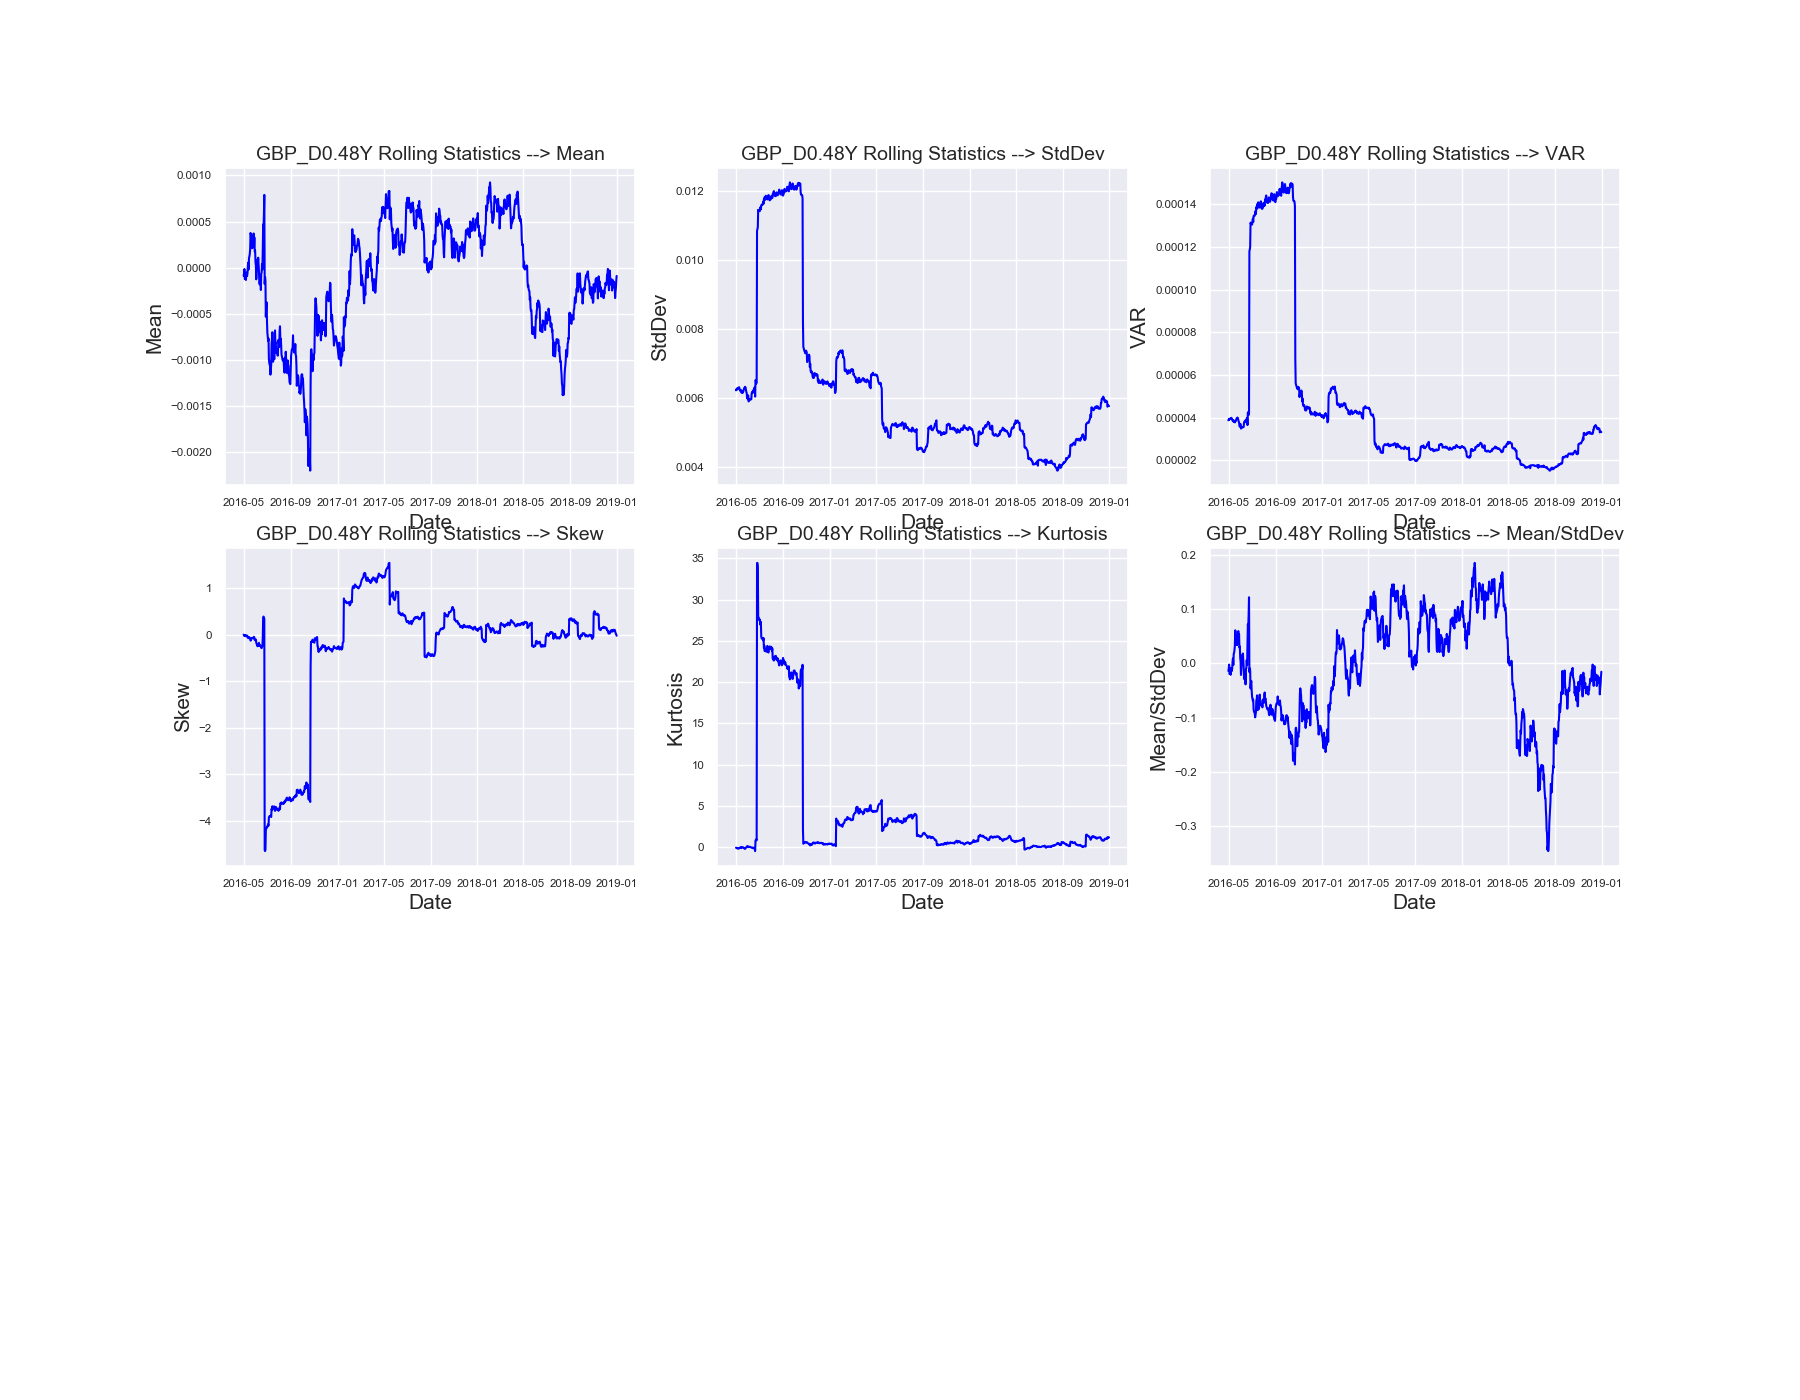 GBP_D0.48Y Rolling Statistics --> Mean
0.0010
0.0005
0.0000
−0.0005
−0.0010
−0.0015
−0.0020
Mean
2016-05 2016-09 2017-01 2017-05 2017-09 2018-01 2018-05 2018-09 2019-01
Date
GBP_D0.48Y Rolling Statistics --> StdDev
0.012
0.010
0.008
0.006
0.004
StdDev
2016-05 2016-09 2017-01 2017-05 2017-09 2018-01 2018-05 2018-09 2019-01
Date
GBP_D0.48Y Rolling Statistics --> VAR
0.00014
0.00012
0.00010
0.00008
0.00006
0.00004
0.00002
VAR
2016-05 2016-09 2017-01 2017-05 2017-09 2018-01 2018-05 2018-09 2019-01
Date
GBP_D0.48Y Rolling Statistics --> Skew
1
0
−1
−2
−3
−4
Skew
2016-05 2016-09 2017-01 2017-05 2017-09 2018-01 2018-05 2018-09 2019-01
Date
GBP_D0.48Y Rolling Statistics --> Kurtosis
35
30
25
20
15
10
5
0
Kurtosis
2016-05 2016-09 2017-01 2017-05 2017-09 2018-01 2018-05 2018-09 2019-01
Date
GBP_D0.48Y Rolling Statistics --> Mean/StdDev
0.2
0.1
0.0
−0.1
−0.2
−0.3
Mean/StdDev
2016-05 2016-09 2017-01 2017-05 2017-09 2018-01 2018-05 2018-09 2019-01
Date